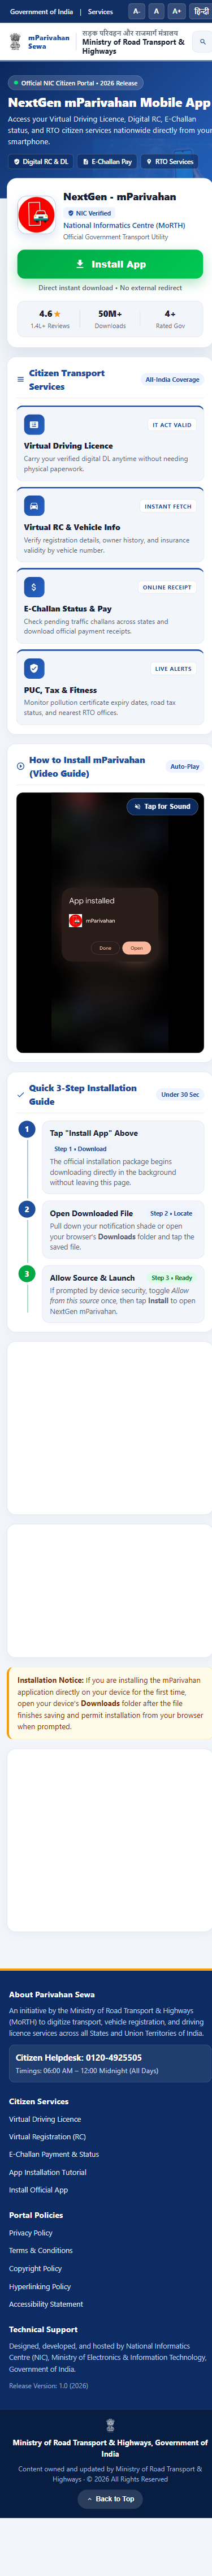 Government of India | Services A- A A+ हिन्दी
mParivahan
Sewa
सड़क परिवहन और राजमार्ग मंत्रालय
Ministry of Road Transport &
Highways
Official NIC Citizen Portal • 2026 Release
NextGen mParivahan Mobile App
Access your Virtual Driving Licence, Digital RC, E-Challan
status, and RTO citizen services nationwide directly from your
smartphone.
Digital RC & DL E-Challan Pay RTO Services
NextGen - mParivahan
NIC Verified
National Informatics Centre (MoRTH)
Official Government Transport Utility
Install App
Direct instant download • No external redirect
4.6★ 50M+ 4+
1.4L+ Reviews Downloads Rated Gov
Citizen Transport
Services
All-India Coverage
IT ACT VALID
Virtual Driving Licence
Carry your verified digital DL anywhere without needing
physical paperwork.
INSTANT FETCH
Virtual RC & Vehicle Info
Verify registration details, owner history, and insurance
validity by vehicle number.
ONLINE RECEIPT
E-Challan Status & Pay
Check pending traffic challans across states and
download official payment receipts.
LIVE ALERTS
PUC, Tax & Fitness
Monitor pollution certificate expiry dates, road tax
status, and nearest RTO offices.
How to Install mParivahan
(Video Guide)
Auto-Play
Tap for Sound
App installed
mParivahan
Done Open
Quick 3-Step Installation
Guide
Under 30 Sec
1
Tap "Install App" Above
Step 1 • Download
The official installation package begins
downloading directly in the background
without leaving this page.
2
Open Downloaded File Step 2 • Locate
Pull down your notification shade or open
your browser's Downloads folder and tap the
saved file.
3
Allow Source & Launch Step 3 • Ready
If prompted by device security, toggle Allow
from this source once, then tap Install to open
NextGen mParivahan.
Installation Notice: If you are installing the mParivahan
application directly on your device for the first time,
open your device's Downloads folder after the file
finishes saving and permit installation from your browser
when prompted.
About Parivahan Sewa
An initiative by the Ministry of Road Transport & Highways
(MoRTH) to digitize transport, vehicle registration, and driving
licence services across all States and Union Territories of India.
Citizen Helpdesk: 0120-4925505
Timings: 06:00 AM – 12:00 Midnight (All Days)
Citizen Services
Virtual Driving Licence
Virtual Registration (RC)
E-Challan Payment & Status
App Installation Tutorial
Install Official App
Portal Policies
Privacy Policy
Terms & Conditions
Copyright Policy
Hyperlinking Policy
Accessibility Statement
Technical Support
Designed, developed, and hosted by National Informatics
Centre (NIC), Ministry of Electronics & Information Technology,
Government of India.
Release Version: 1.0 (2026)
Ministry of Road Transport & Highways, Government of
India
Content owned and updated by Ministry of Road Transport &
Highways · © 2026 All Rights Reserved
Back to Top